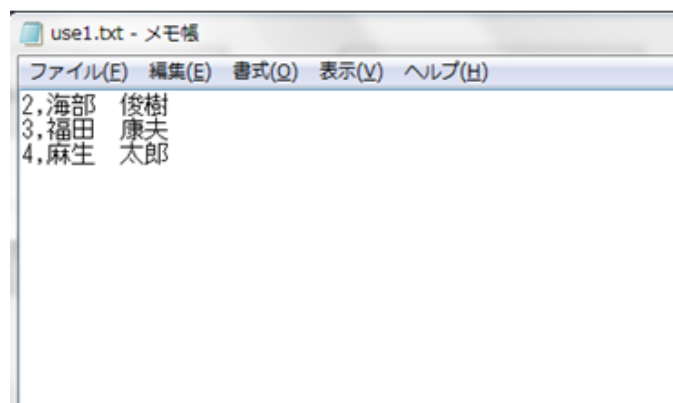 use1.txt - メモ帳
ファイル(F) 編集(E) 書式(O) 表示(V) ヘルプ(H)
2,海部　俊樹
3,福田　康夫
4,麻生　太郎